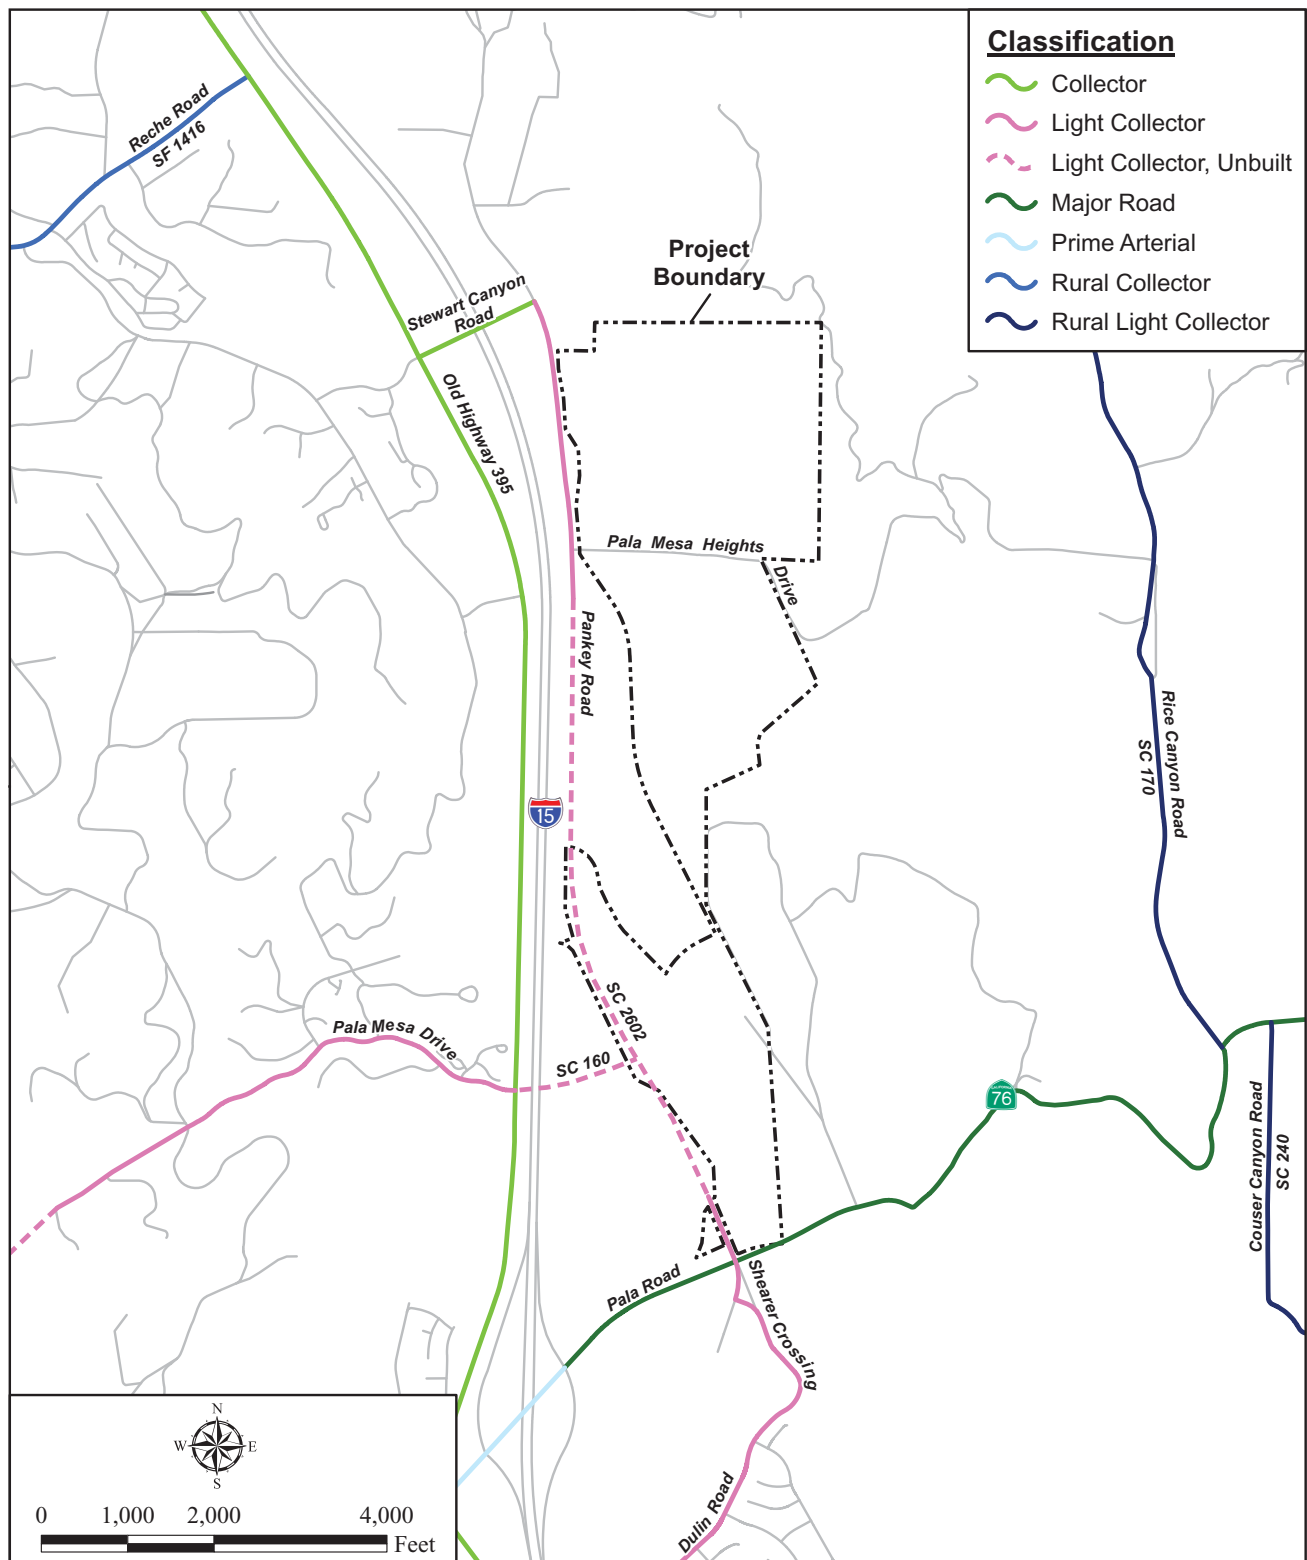 Classification
Collector
Light Collector
Light Collector, Unbuilt
Major Road
Prime Arterial
Rural Collector
Rural Light Collector
Reche Road
SF 1416
Project
Boundary
Stewart Canyon
Road
Old Highway 395
Pala Mesa Heights
Drive
Pankey Road
Rice Canyon Road
SC 170
15
SC 2602
Pala Mesa Drive
SC 160
CALIFORNIA
76
Couser Canyon Road
SC 240
Pala Road
Shearer Crossing
Dulin Road
N
W E
S
0 1,000 2,000 4,000
Feet